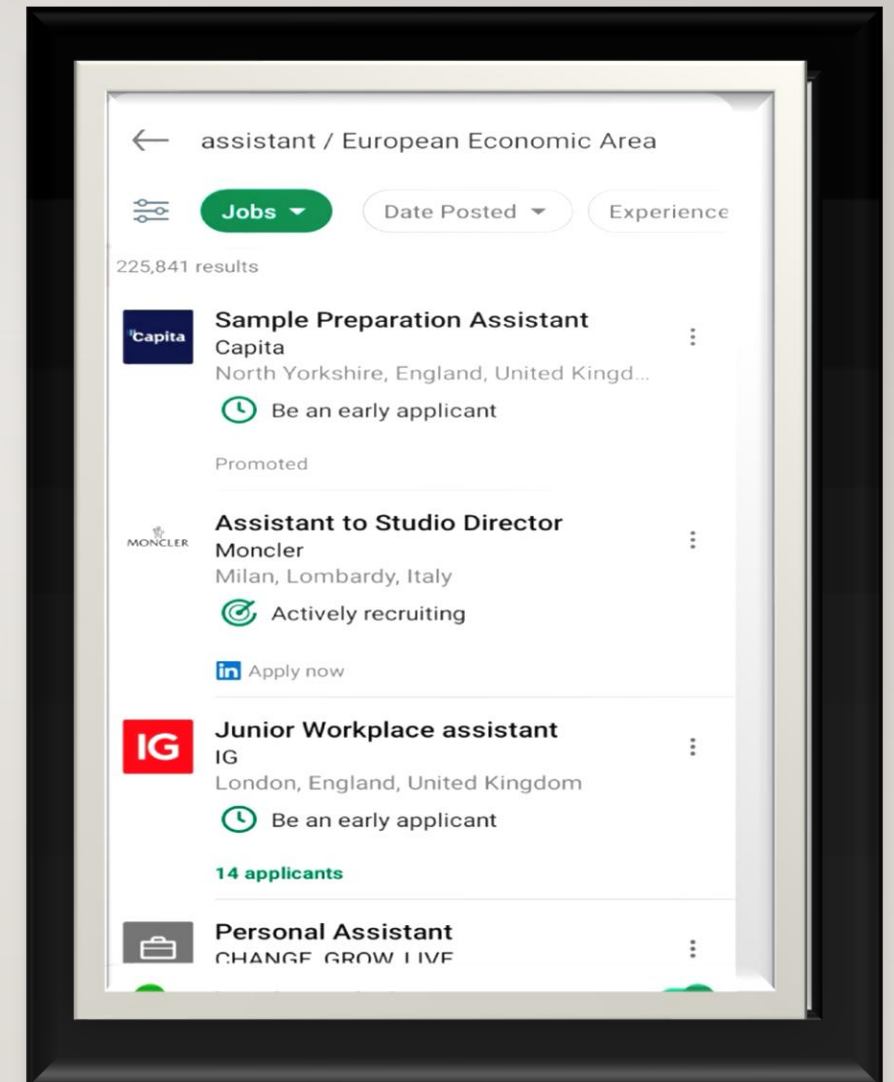 assistant / European Economic Area
Jobs
Date Posted
Experience
225,841 results
Capita
Sample Preparation Assistant
Capita
North Yorkshire, England, United Kingd...
Be an early applicant
Promoted
MONCLER
Assistant to Studio Director
Moncler
Milan, Lombardy, Italy
Actively recruiting
in Apply now
IG
Junior Workplace assistant
IG
London, England, United Kingdom
Be an early applicant
14 applicants
Personal Assistant
CHANGE GROW LIVE